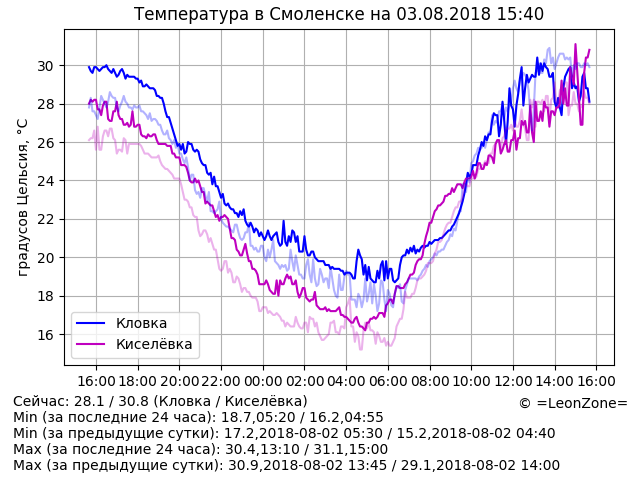 Температура в Смоленске на 03.08.2018 15:40
градусов Цельсия, °C
30
28
26
24
22
20
18
16
Кловка
Киселёвка
16:00 18:00 20:00 22:00 00:00 02:00 04:00 06:00 08:00 10:00 12:00 14:00 16:00
Сейчас: 28.1 / 30.8 (Кловка / Киселёвка)
© =LeonZone=
Min (за последние 24 часа): 18.7,05:20 / 16.2,04:55
Min (за предыдущие сутки): 17.2,2018-08-02 05:30 / 15.2,2018-08-02 04:40
Max (за последние 24 часа): 30.4,13:10 / 31.1,15:00
Max (за предыдущие сутки): 30.9,2018-08-02 13:45 / 29.1,2018-08-02 14:00